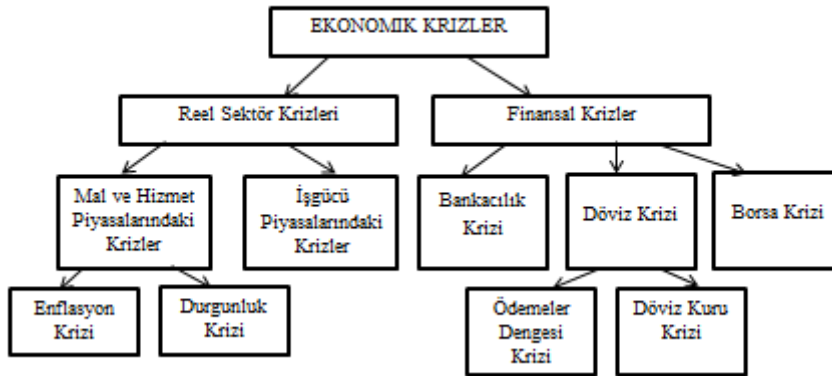 EKONOMIK KRIZLER
Reel Sektör Krizleri
Finansal Krizler
Mal ve Hizmet
Piyasalarındaki
Krizler
İşgücü
Piyasalarındaki
Krizler
Bankacılık
Krizi
Döviz Krizi
Borsa Krizi
Enflasyon
Krizi
Durgunluk
Krizi
Ödemeler
Dengesi
Krizi
Döviz Kuru
Krizi